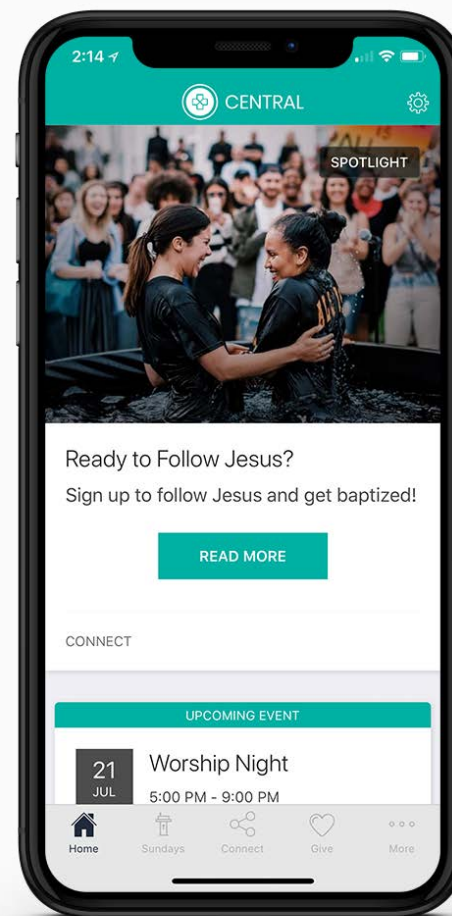 2:14
CENTRAL
SPOTLIGHT
Ready to Follow Jesus?
Sign up to follow Jesus and get baptized!
READ MORE
CONNECT
UPCOMING EVENT
21
JUL
Worship Night
5:00 PM - 9:00 PM
Home
Sundays
Connect
Give
More